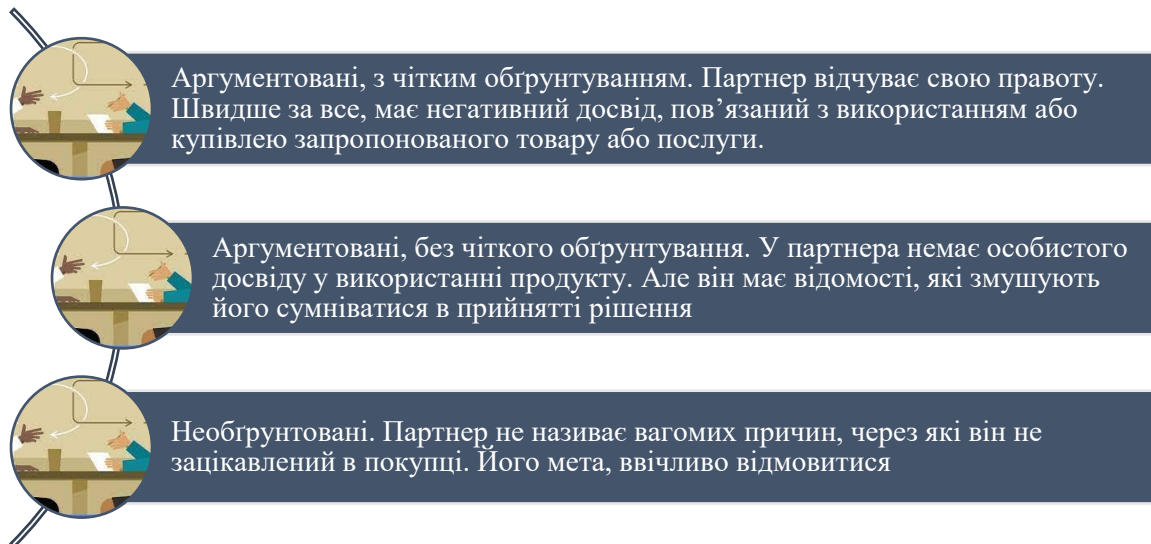 Аргументовані, з чітким обґрунтуванням. Партнер відчуває свою правоту.
Швидше за все, має негативний досвід, пов’язаний з використанням або
купівлею запропонованого товару або послуги.
Аргументовані, без чіткого обґрунтування. У партнера немає особистого
досвіду у використанні продукту. Але він має відомості, які змушують
його сумніватися в прийнятті рішення
Необґрунтовані. Партнер не називає вагомих причин, через які він не
зацікавлений в покупці. Його мета, ввічливо відмовитися